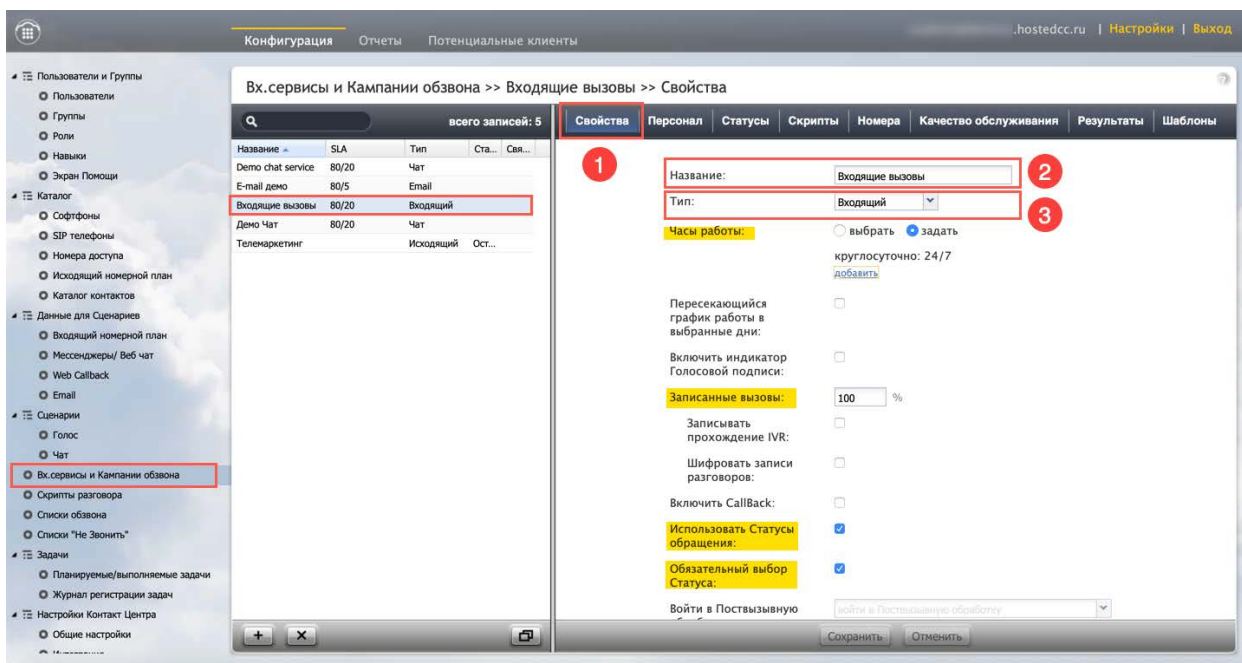 .hostedcc.ru | Настройки | Выход
Конфигурация Отчеты Потенциальные клиенты
Пользователи и Группы
Пользователи
Группы
Роли
Навыки
Экран Помощи
Каталог
Софтфоны
SIP телефоны
Номера доступа
Исходящий номерной план
Каталог контактов
Данные для Сценариев
Входящий номерной план
Мессенджеры/ Веб чат
Web Callback
Email
Сценарии
Голос
Чат
Вх.сервисы и Кампании обзвона
Скрипты разговора
Списки обзвона
Списки "Не Звонить"
Задачи
Планируемые/выполняемые задачи
Журнал регистрации задач
Настройки Контакт Центра
Общие настройки
Вх.сервисы и Кампании обзвона >> Входящие вызовы >> Свойства
всего записей: 5
Название SLA Тип Ста... Свя...
Demo chat service 80/20 Чат
E-mail демо 80/5 Email
Входящие вызовы 80/20 Входящий
Демо Чат 80/20 Чат
Телемаркетинг Исходящий Ост...
Свойства Персонал Статусы Скрипты Номера Качество обслуживания Результаты Шаблоны
1
Название: Входящие вызовы 2
Тип: Входящий 3
Часы работы: выбрать задать
круглосуточно: 24/7
добавить
Пересекающийся
график работы в
выбранные дни:
Включить индикатор
Голосовой подписи:
Записанные вызовы: 100 %
Записывать
прохождение IVR:
Шифровать записи
разговоров:
Включить CallBack:
Использовать Статусы
обращения:
Обязательный выбор
Статуса:
Войти в Поствызывную войти в Поствызывную обработку
Сохранить Отменить